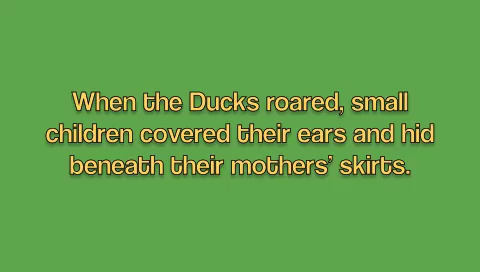 When the Ducks roared, small
children covered their ears and hid
beneath their mothers’ skirts.